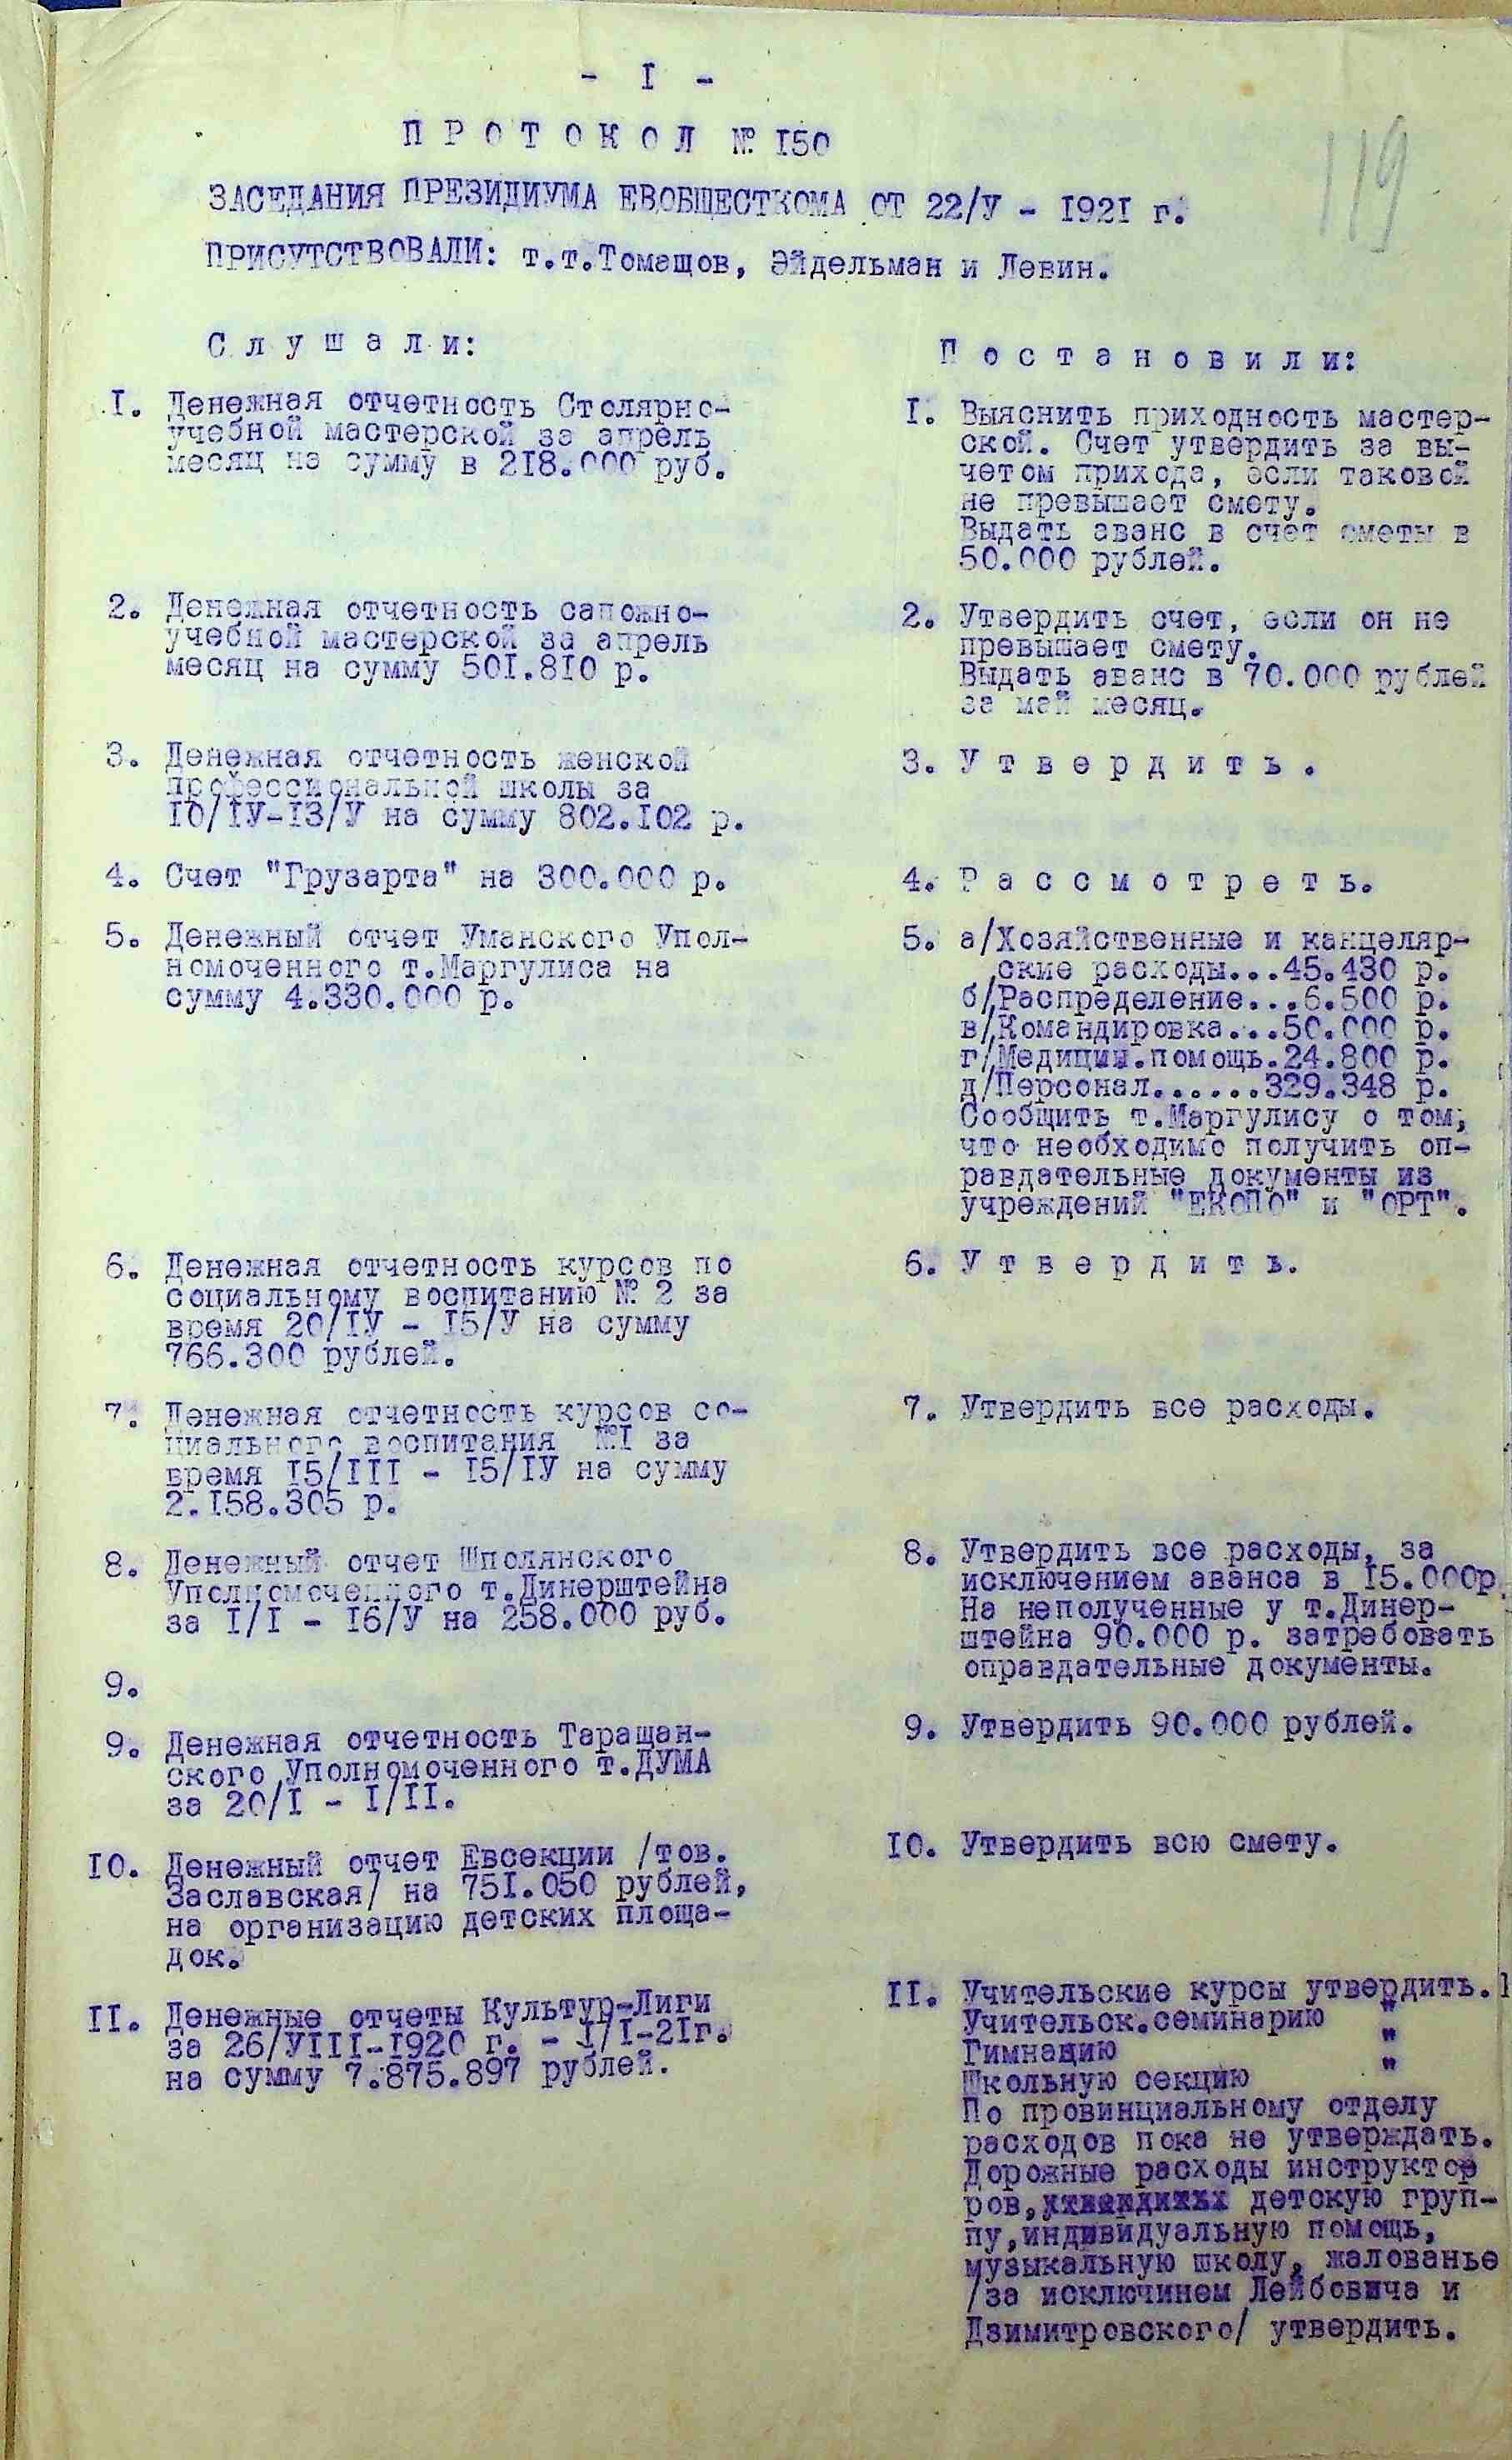 - I -
119
ПРОТОКОЛ № I50
ЗАСЕДАНИЯ ПРЕЗИДИУМА ЕВОБЩЕСТКОМА ОТ 22/У - I92I г.
ПРИСУТСТВОВАЛИ: т.т.Томащов, Эйдельман и Левин.
Слушали:
I. Денежная отчетность Столярно-
учебной мастерской за апрель
месяц на сумму в 2I8.000 руб.
2. Денежная отчетность сапожно-
учебной мастерской за апрель
месяц на сумму 50I.8I0 р.
3. Денежная отчетность женской
профессиональной школы за
I0/IУ-I3/У на сумму 802.I02 р.
4. Счет "Грузарта" на 300.000 р.
5. Денежный отчет Уманского Упол-
номоченного т.Маргулиса на
сумму 4.330.000 р.
6. Денежная отчетность курсов по
социальному воспитанию № 2 за
время 20/IУ - I5/У на сумму
766.300 рублей.
7. Денежная отчетность курсов со-
циального воспитания №I за
время I5/III - I5/IУ на сумму
2.I58.305 р.
8. Денежный отчет Шполянского
Уполномоченного т.Динерштейна
за I/I - I6/У на 258.000 руб.
9.
9. Денежная отчетность Таращан-
ского Уполномоченного т.ДУМА
за 20/I - I/II.
I0. Денежный отчет Евсекции /тов.
Заславская/ на 75I.050 рублей,
на организацию детских площа-
док.
II. Денежные отчеты Культур-Лиги
за 26/УIII-I920 г. - I/I-2Iг.
на сумму 7.875.897 рублей.
Постановили:
I. Выяснить приходность мастер-
ской. Счет утвердить за вы-
четом прихода, если таковой
не превышает смету.
Выдать аванс в счет сметы в
50.000 рублей.
2. Утвердить счет, если он не
превышает смету.
Выдать аванс в 70.000 рублей
за май месяц.
3. Утвердить.
4. Рассмотреть.
5. а/Хозяйственные и канцеляр-
ские расходы...45.430 р.
б/Распределение...6.500 р.
в/Командировка...50.000 р.
г/Медицин.помощь.24.800 р.
д/Персонал......329.348 р.
Сообщить т.Маргулису о том,
что необходимо получить оп-
равдательные документы из
учреждений "ЕКОПО" и "ОРТ".
6. Утвердить.
7. Утвердить все расходы.
8. Утвердить все расходы, за
исключением аванса в I5.000р.
На неполученные у т.Динер-
штейна 90.000 р. затребовать
оправдательные документы.
9. Утвердить 90.000 рублей.
I0. Утвердить всю смету.
II. Учительские курсы утвердить.
Учительск.семинарию "
Гимназию "
Школьную секцию "
По провинциальному отделу
расходов пока не утверждать.
Дорожные расходы инструкто
ров, детскую груп-
пу,индивидуальную помощь,
музыкальную школу, жалованье
/за исключинем Лейбовича и
Дзимитровского/ утвердить.